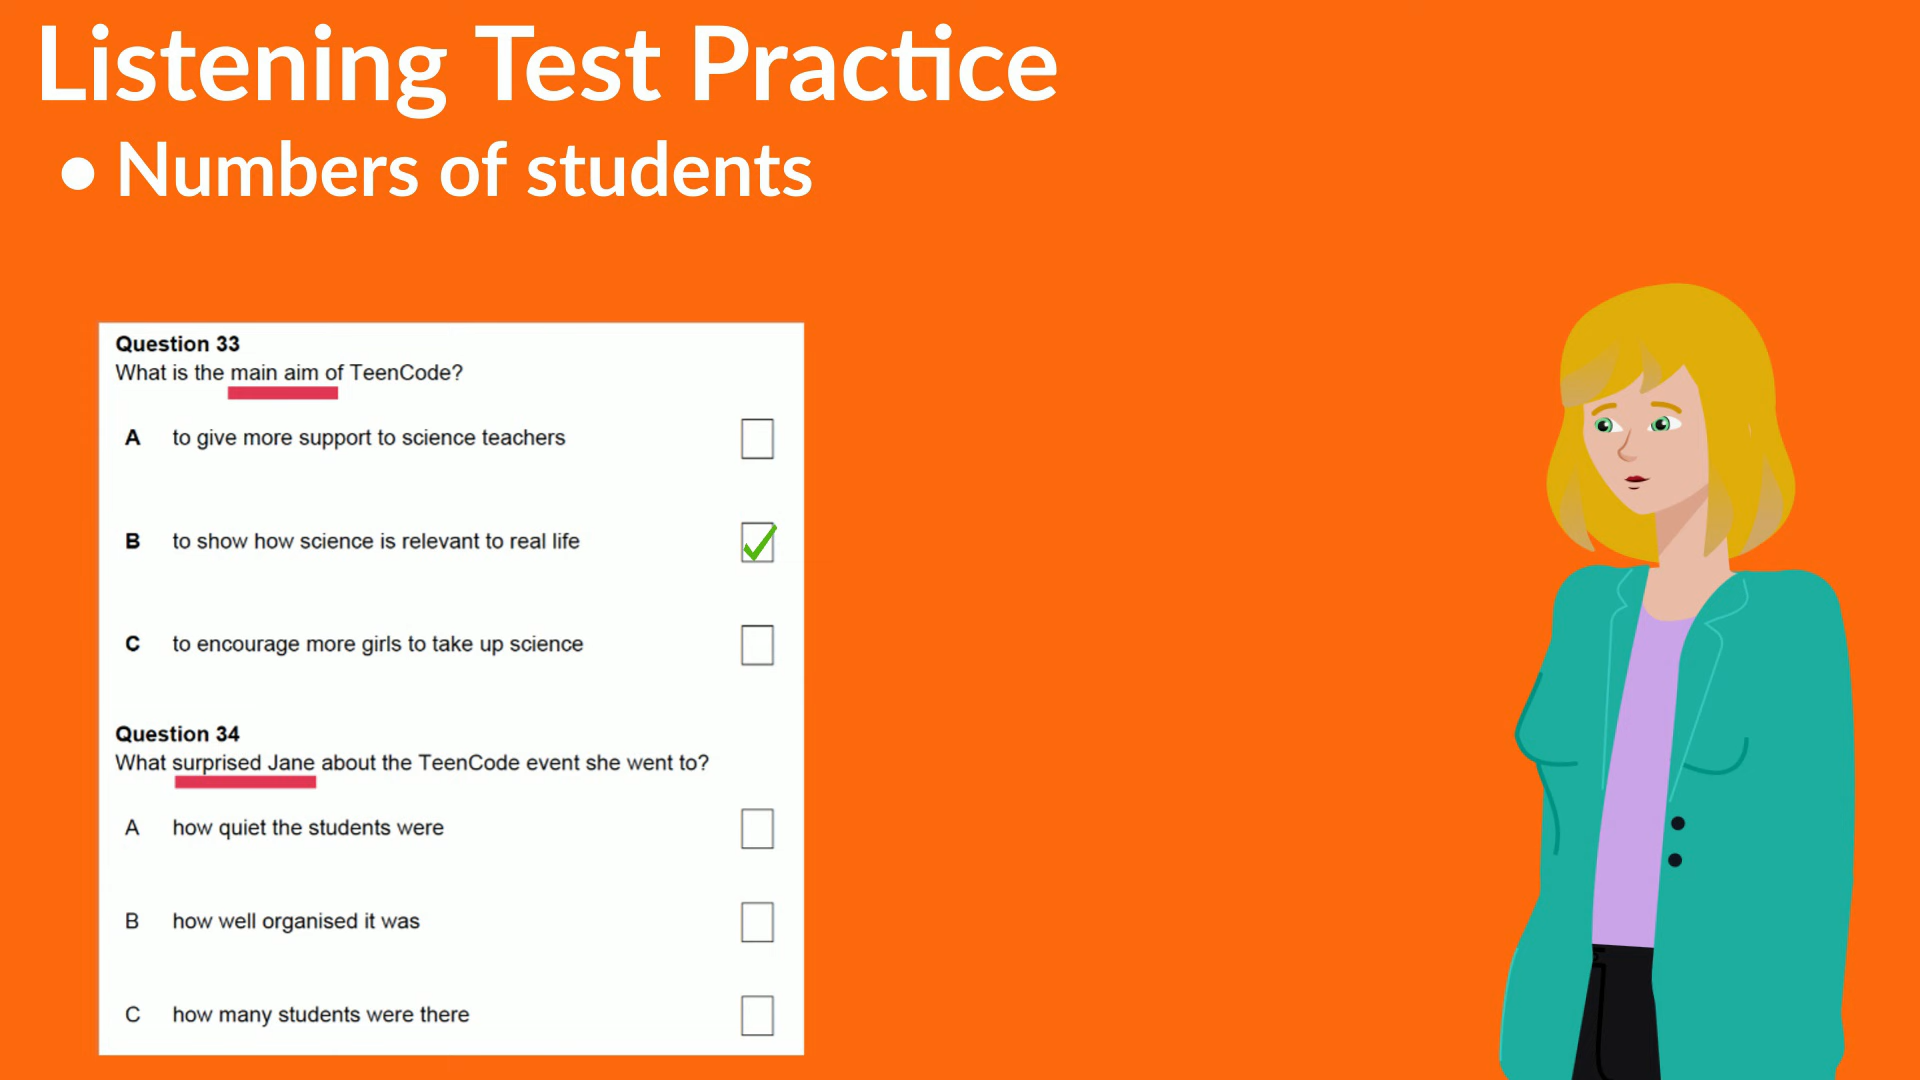 Listening Test Practice
• Numbers of students
Question 33
What is the main aim of TeenCode?
A to give more support to science teachers
B to show how science is relevant to real life
C to encourage more girls to take up science
Question 34
What surprised Jane about the TeenCode event she went to?
A how quiet the students were
B how well organised it was
C how many students were there